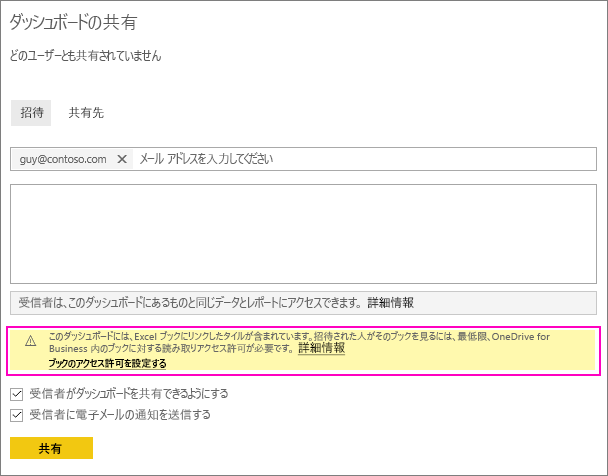 ダッシュボードの共有
どのユーザーとも共有されていません
招待 共有先
guy@contoso.com メール アドレスを入力してください
受信者は、このダッシュボードにあるものと同じデータとレポートにアクセスできます。 詳細情報
このダッシュボードには、Excel ブックにリンクしたタイルが含まれています。招待された人がそのブックを見るには、最低限、OneDrive for
Business 内のブックに対する読み取りアクセス許可が必要です。 詳細情報
ブックのアクセス許可を設定する
受信者がダッシュボードを共有できるようにする
受信者に電子メールの通知を送信する
共有